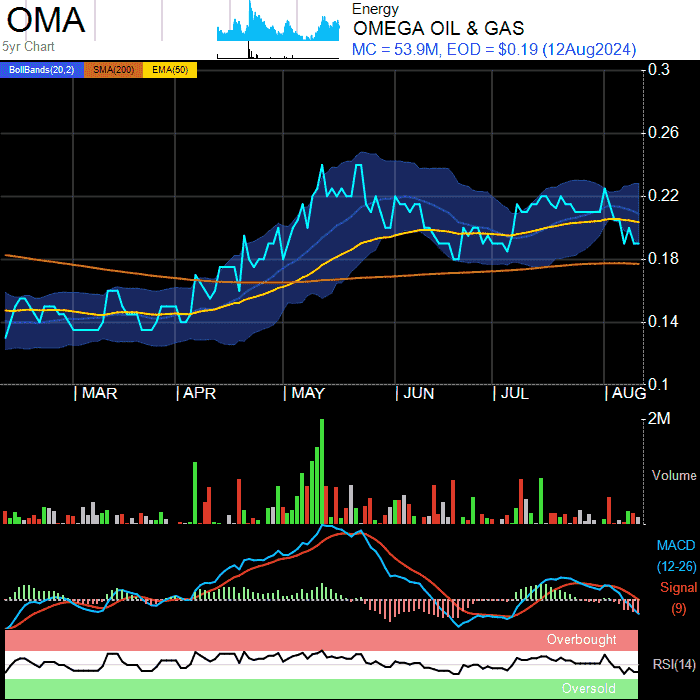 OMA
5yr Chart
Energy
OMEGA OIL & GAS
MC = 53.9M, EOD = $0.19 (12Aug2024)
BollBands(20,2) SMA(200) EMA(50)
0.3
0.26
0.22
0.18
0.14
0.1
MAR APR MAY JUN JUL AUG
2M
Volume
MACD
(12-26)
Signal
(9)
Overbought
RSI(14)
Oversold